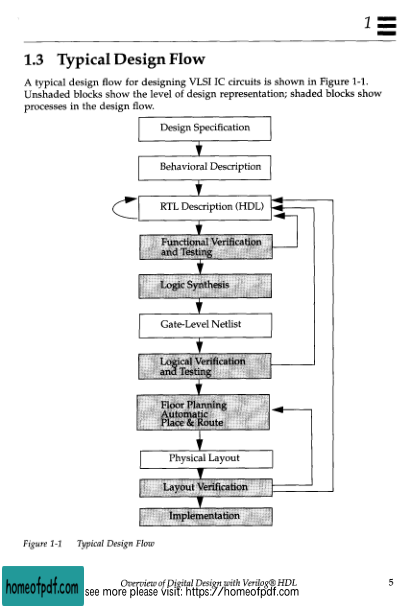 1
1.3 Typical Design Flow
A typical design flow for designing VLSI IC circuits is shown in Figure 1-1.
Unshaded blocks show the level of design representation; shaded blocks show
processes in the design flow.
Design Specification
Behavioral Description
RTL Description (HDL)
Functional Verification
and Testing
Logic Synthesis
Gate-Level Netlist
Logical Verification
and Testing
Floor Planning
Automatic
Place & Route
Physical Layout
Layout Verification
Implementation
Figure 1-1 Typical Design Flow
Overview of Digital Design with Verilog® HDL 5
homeofpdf.com
see more please visit: https://homeofpdf.com